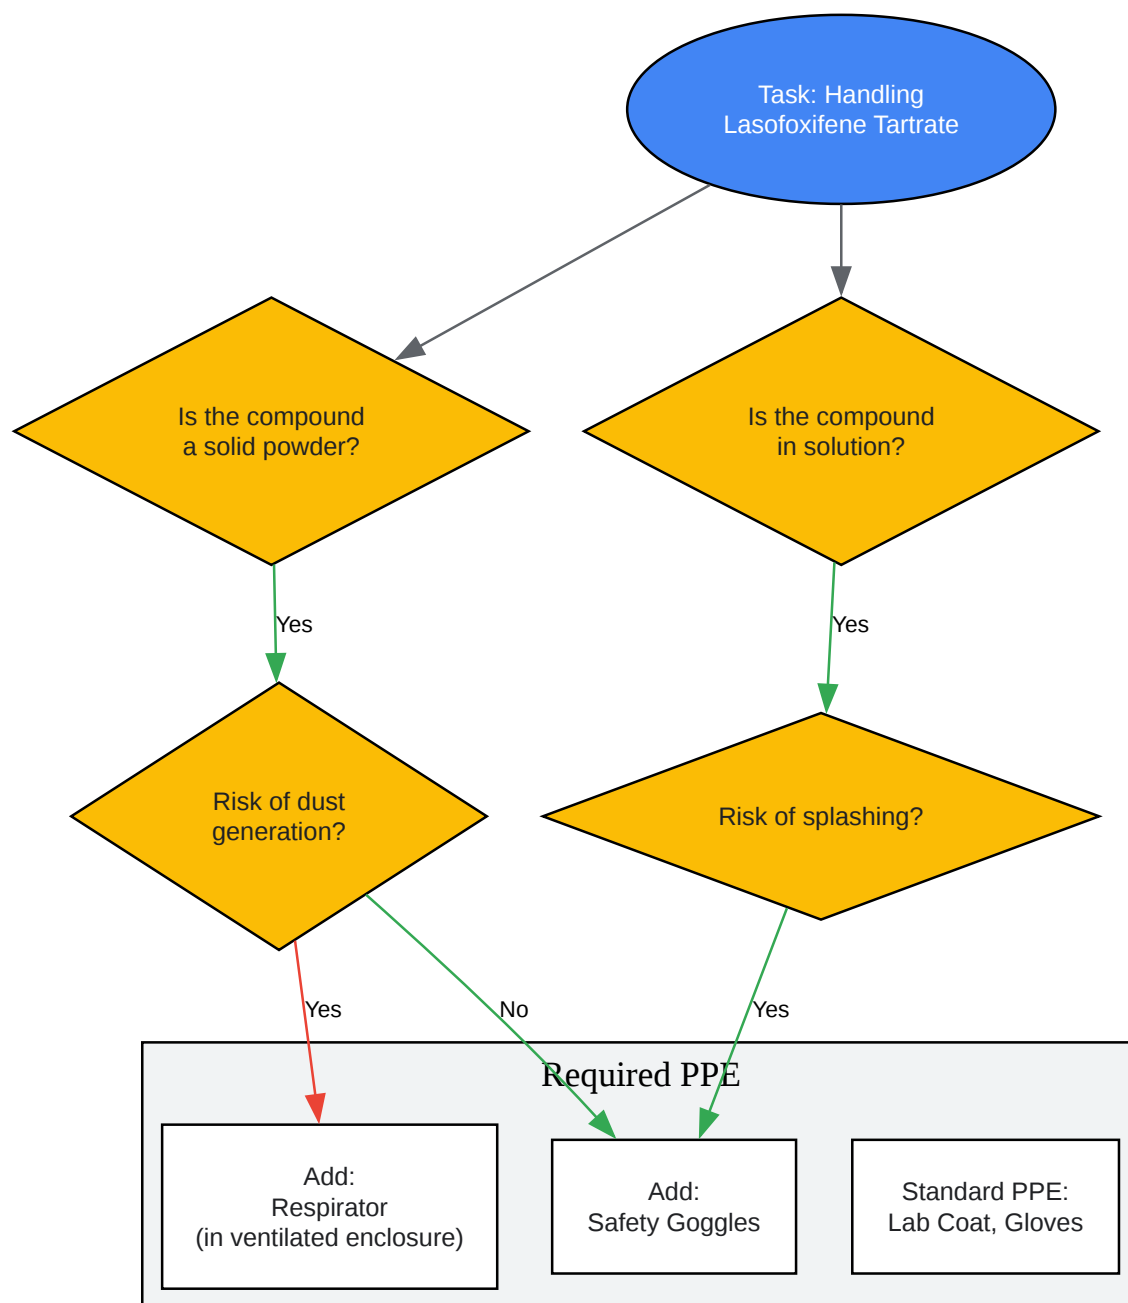 Task: Handling
Lasofoxifene Tartrate
Is the compound
a solid powder?
Is the compound
in solution?
Yes
Yes
Risk of dust
generation?
Risk of splashing?
Yes
No
Yes
Required PPE
Add:
Respirator
(in ventilated enclosure)
Add:
Safety Goggles
Standard PPE:
Lab Coat, Gloves